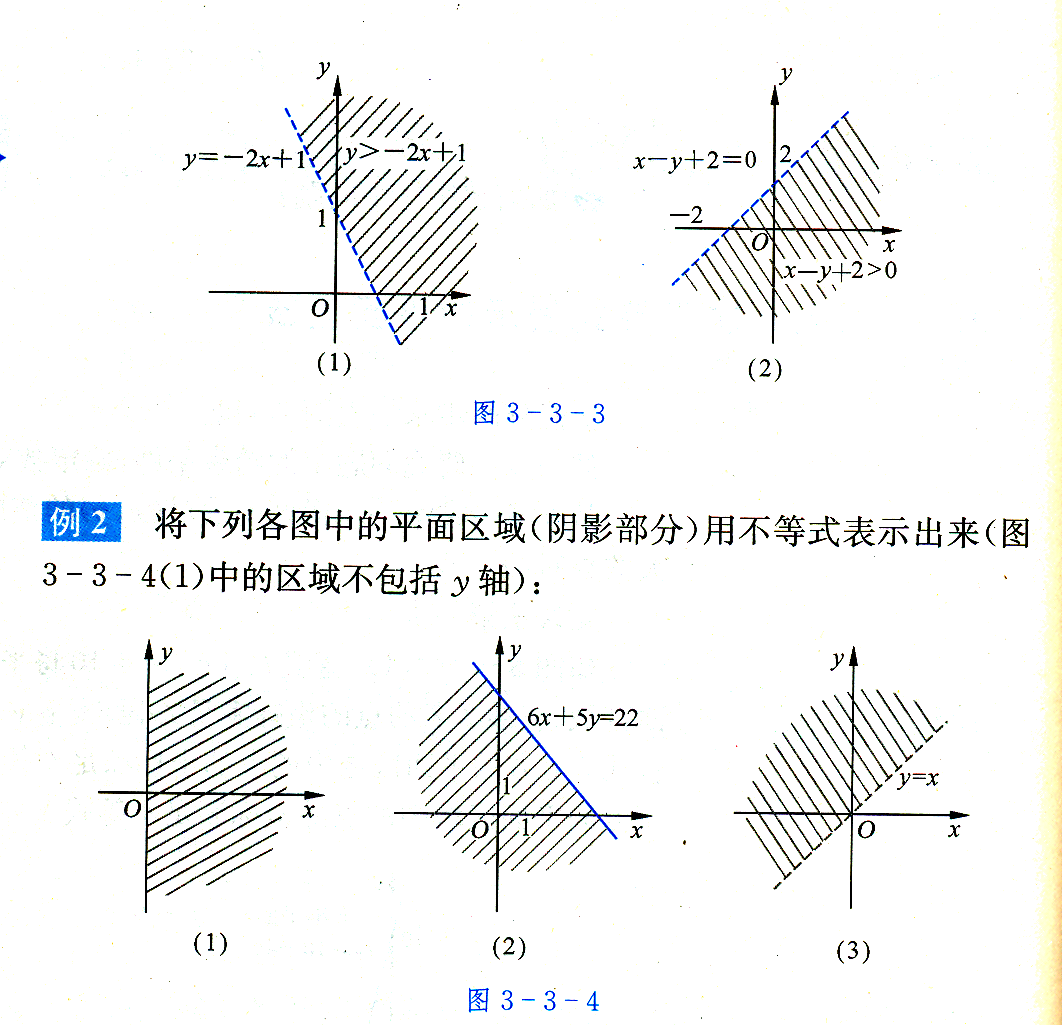 y
y=-2x+1
y>-2x+1
1
O
1
x
(1)
y
x-y+2=0
2
-2
O
x
x-y+2>0
(2)
图 3-3-3
例2 将下列各图中的平面区域(阴影部分)用不等式表示出来(图
3-3-4(1)中的区域不包括 y 轴):
y
O
x
(1)
y
6x+5y=22
1
O
1
x
(2)
y
y=x
O
x
(3)
图 3-3-4